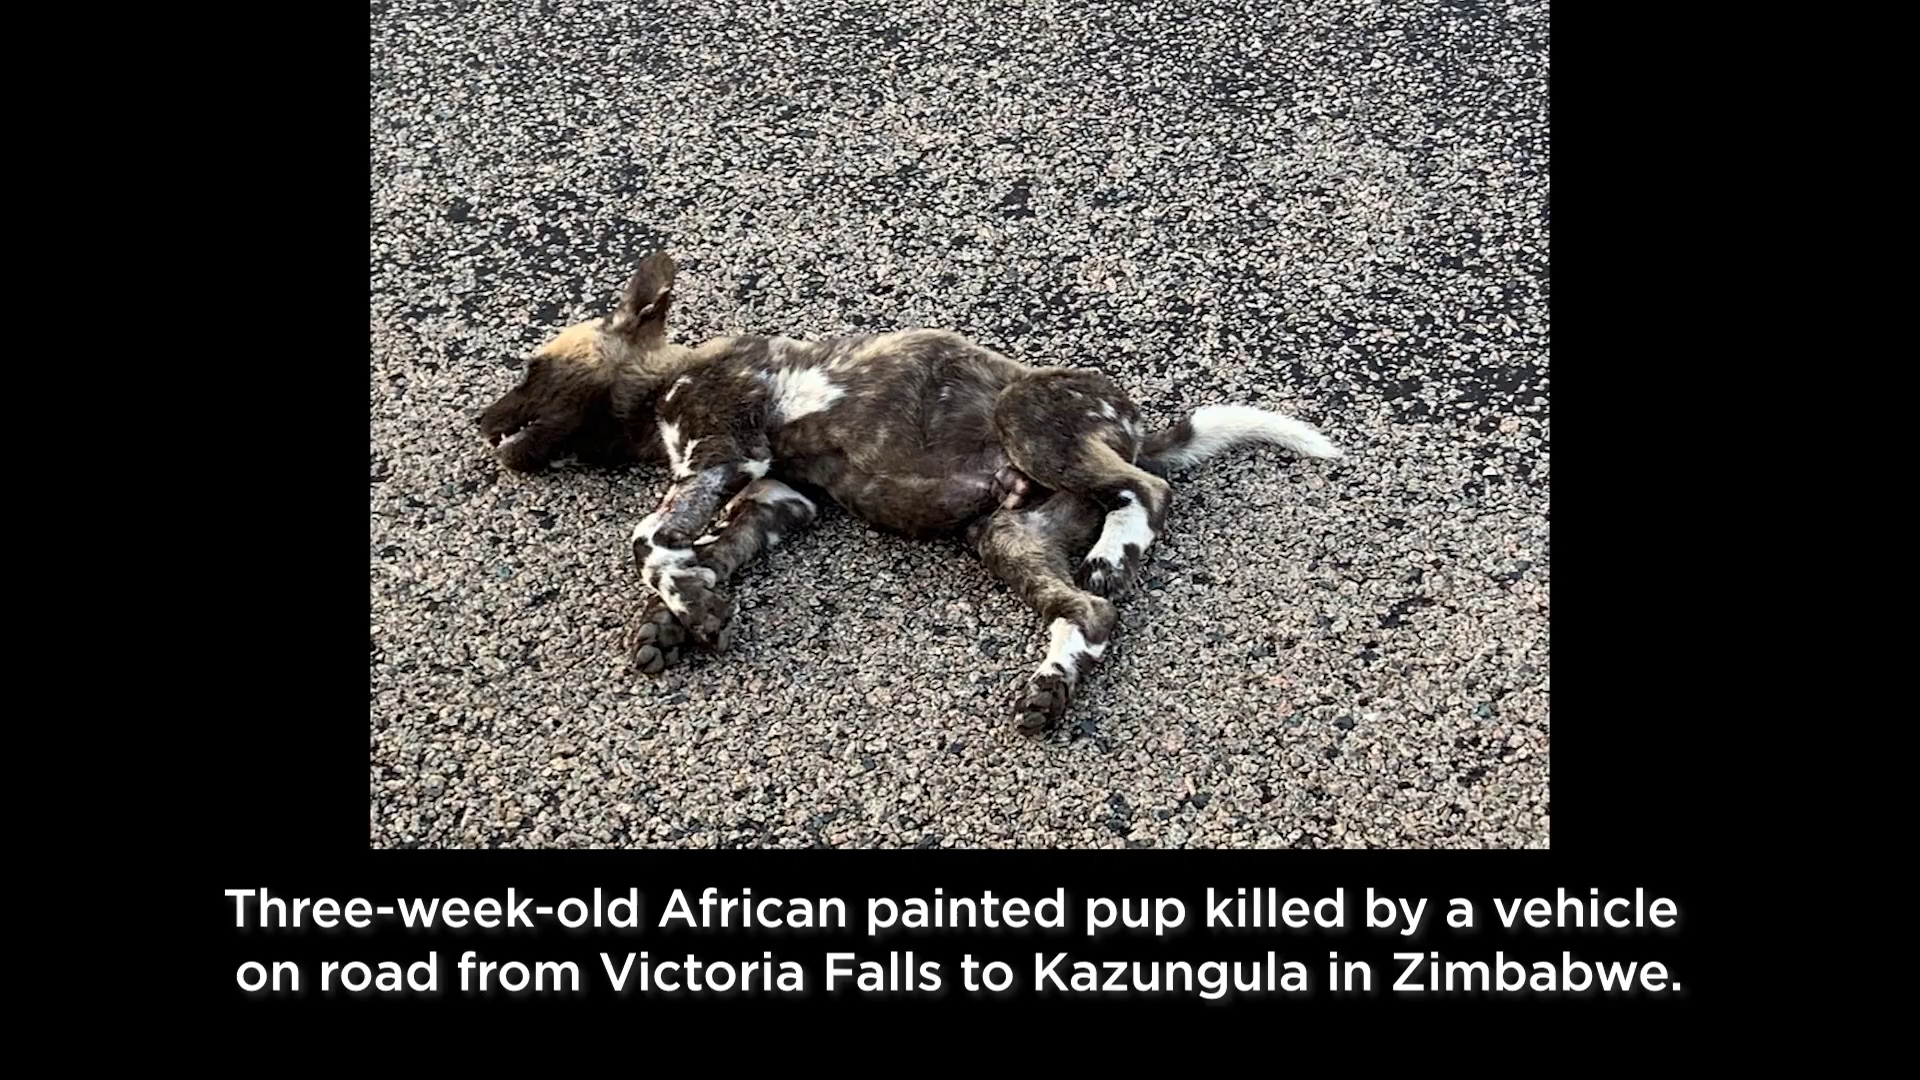 Three-week-old African painted pup killed by a vehicle
on road from Victoria Falls to Kazungula in Zimbabwe.